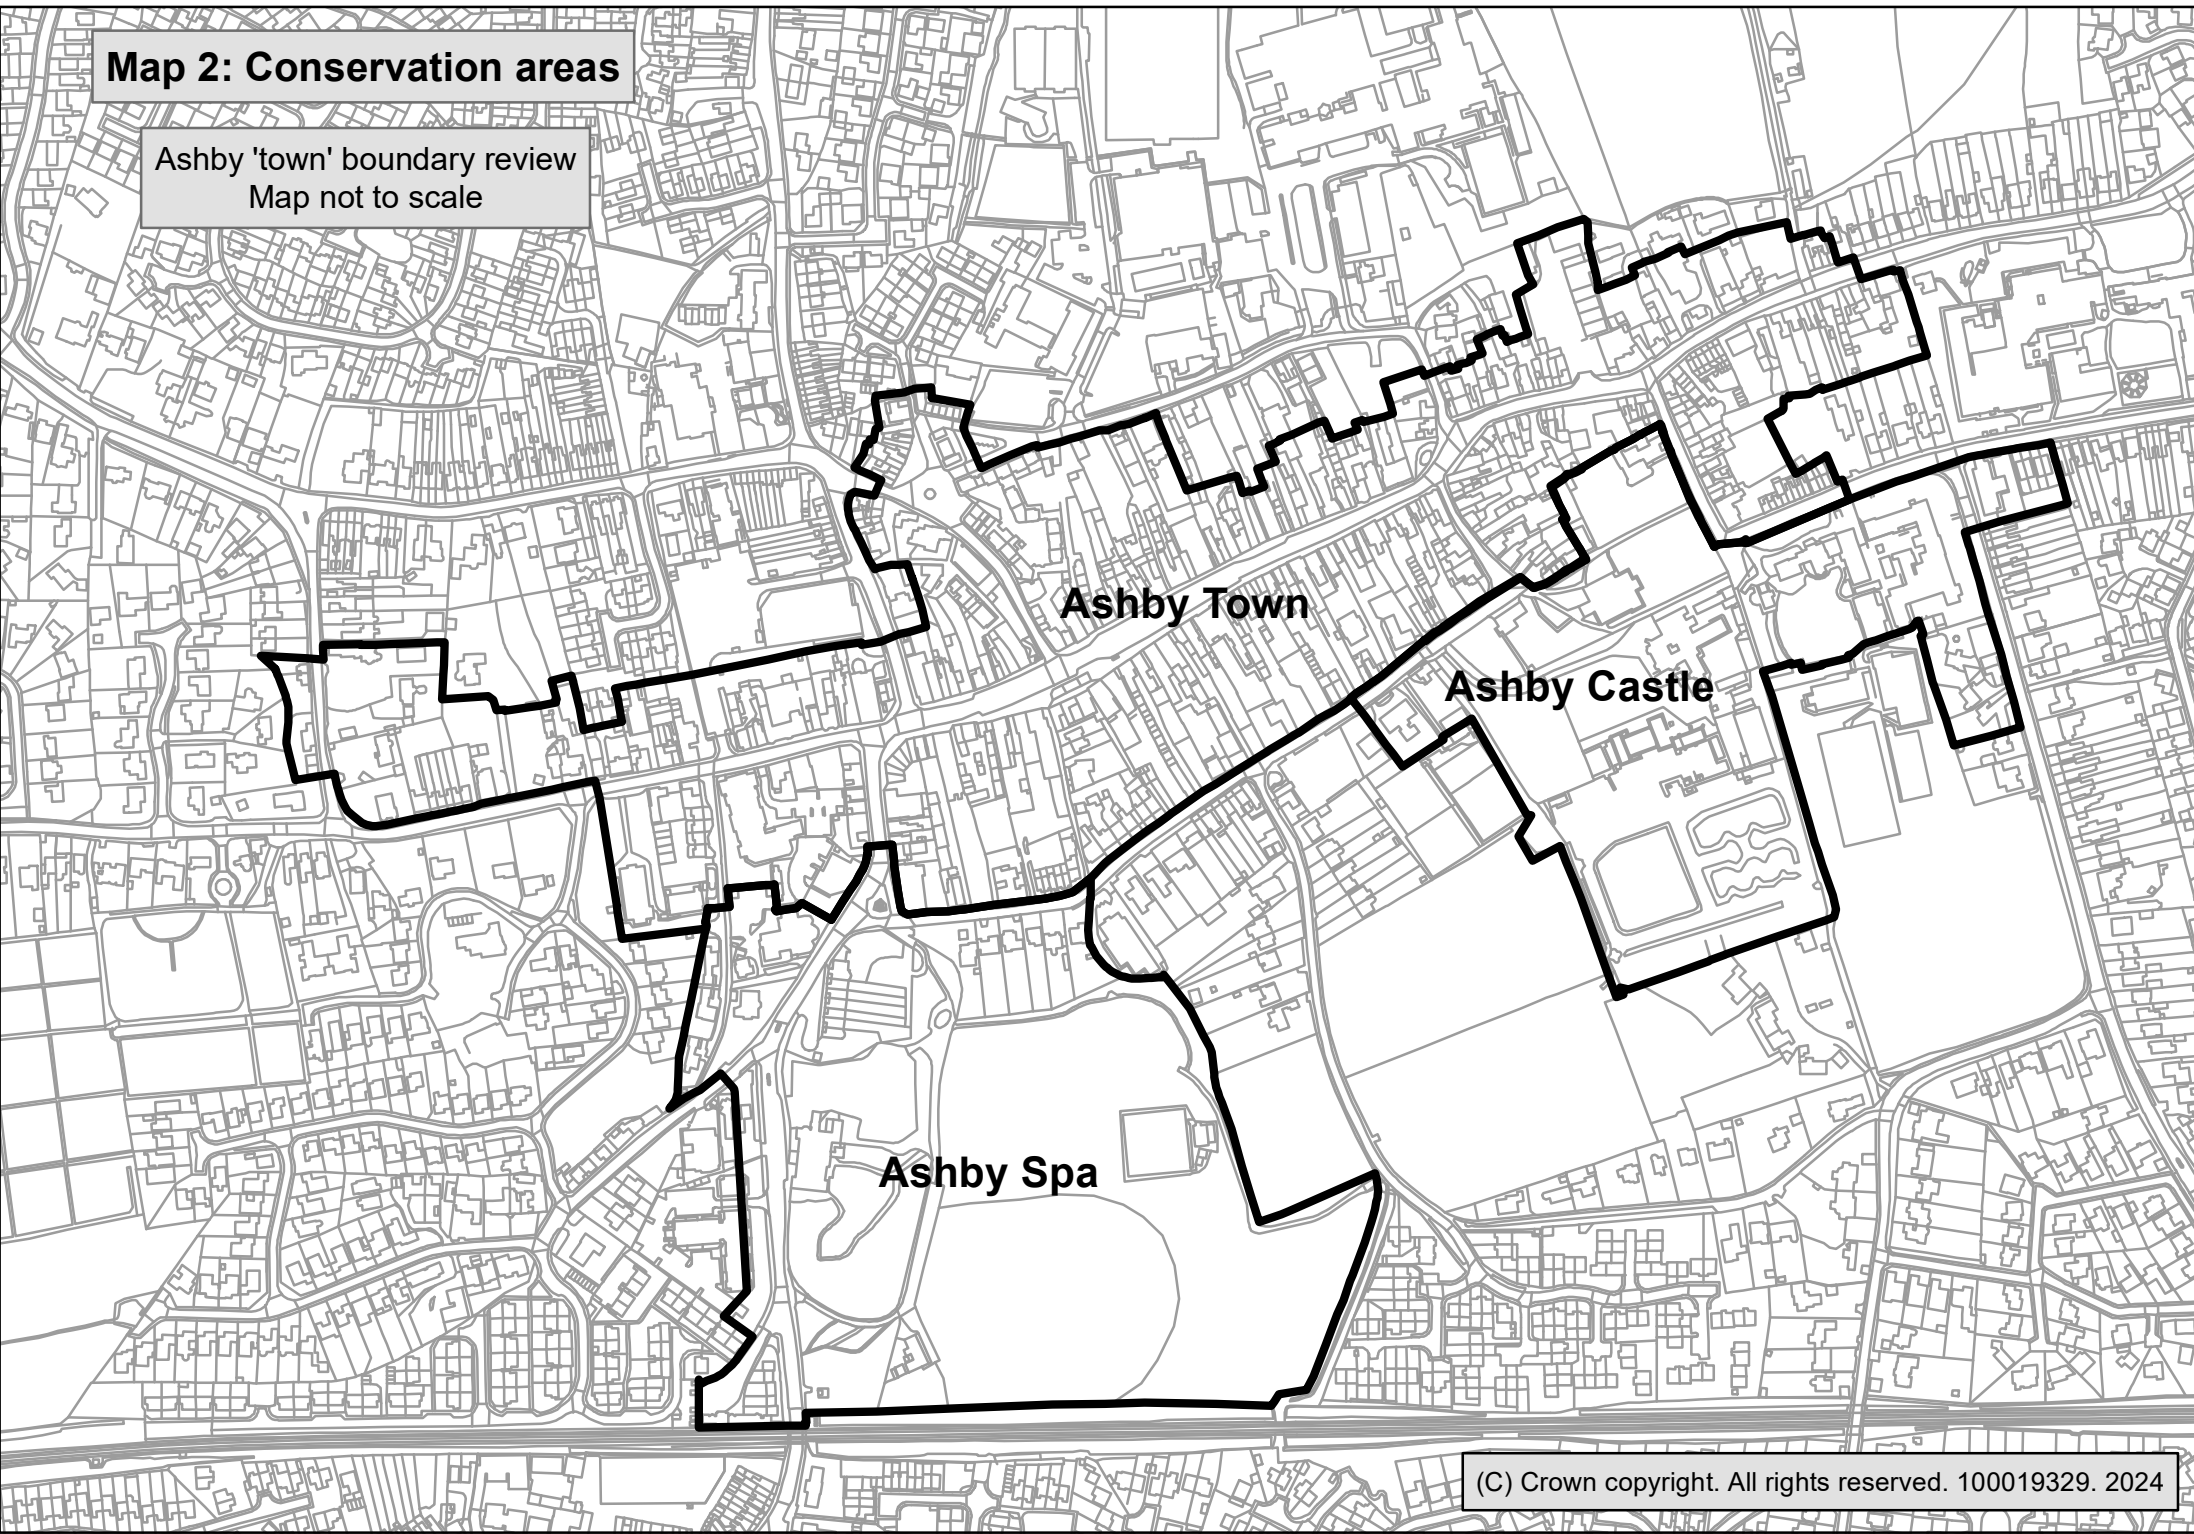 Map 2: Conservation areas
Ashby 'town' boundary review
Map not to scale
Ashby Town
Ashby Castle
Ashby Spa
(C) Crown copyright. All rights reserved. 100019329. 2024